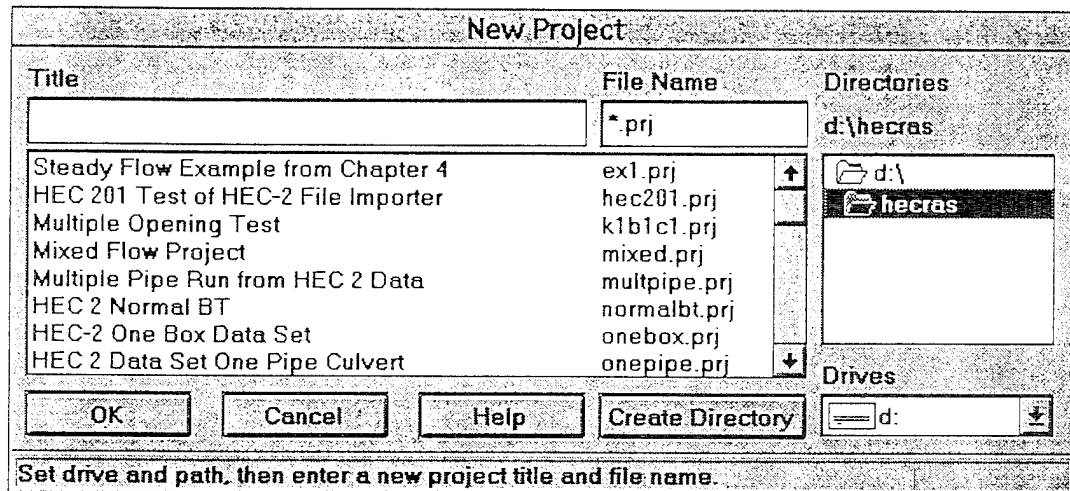 New Project
Title File Name Directories
*.prj d:\hecras
Steady Flow Example from Chapter 4 ex1.prj d:\
HEC 201 Test of HEC-2 File Importer hec201.prj hecras
Multiple Opening Test k1b1c1.prj
Mixed Flow Project mixed.prj
Multiple Pipe Run from HEC 2 Data multpipe.prj
HEC 2 Normal BT normalbt.prj
HEC-2 One Box Data Set onebox.prj
HEC 2 Data Set One Pipe Culvert onepipe.prj
Drives
OK Cancel Help Create Directory d:
Set drive and path, then enter a new project title and file name.